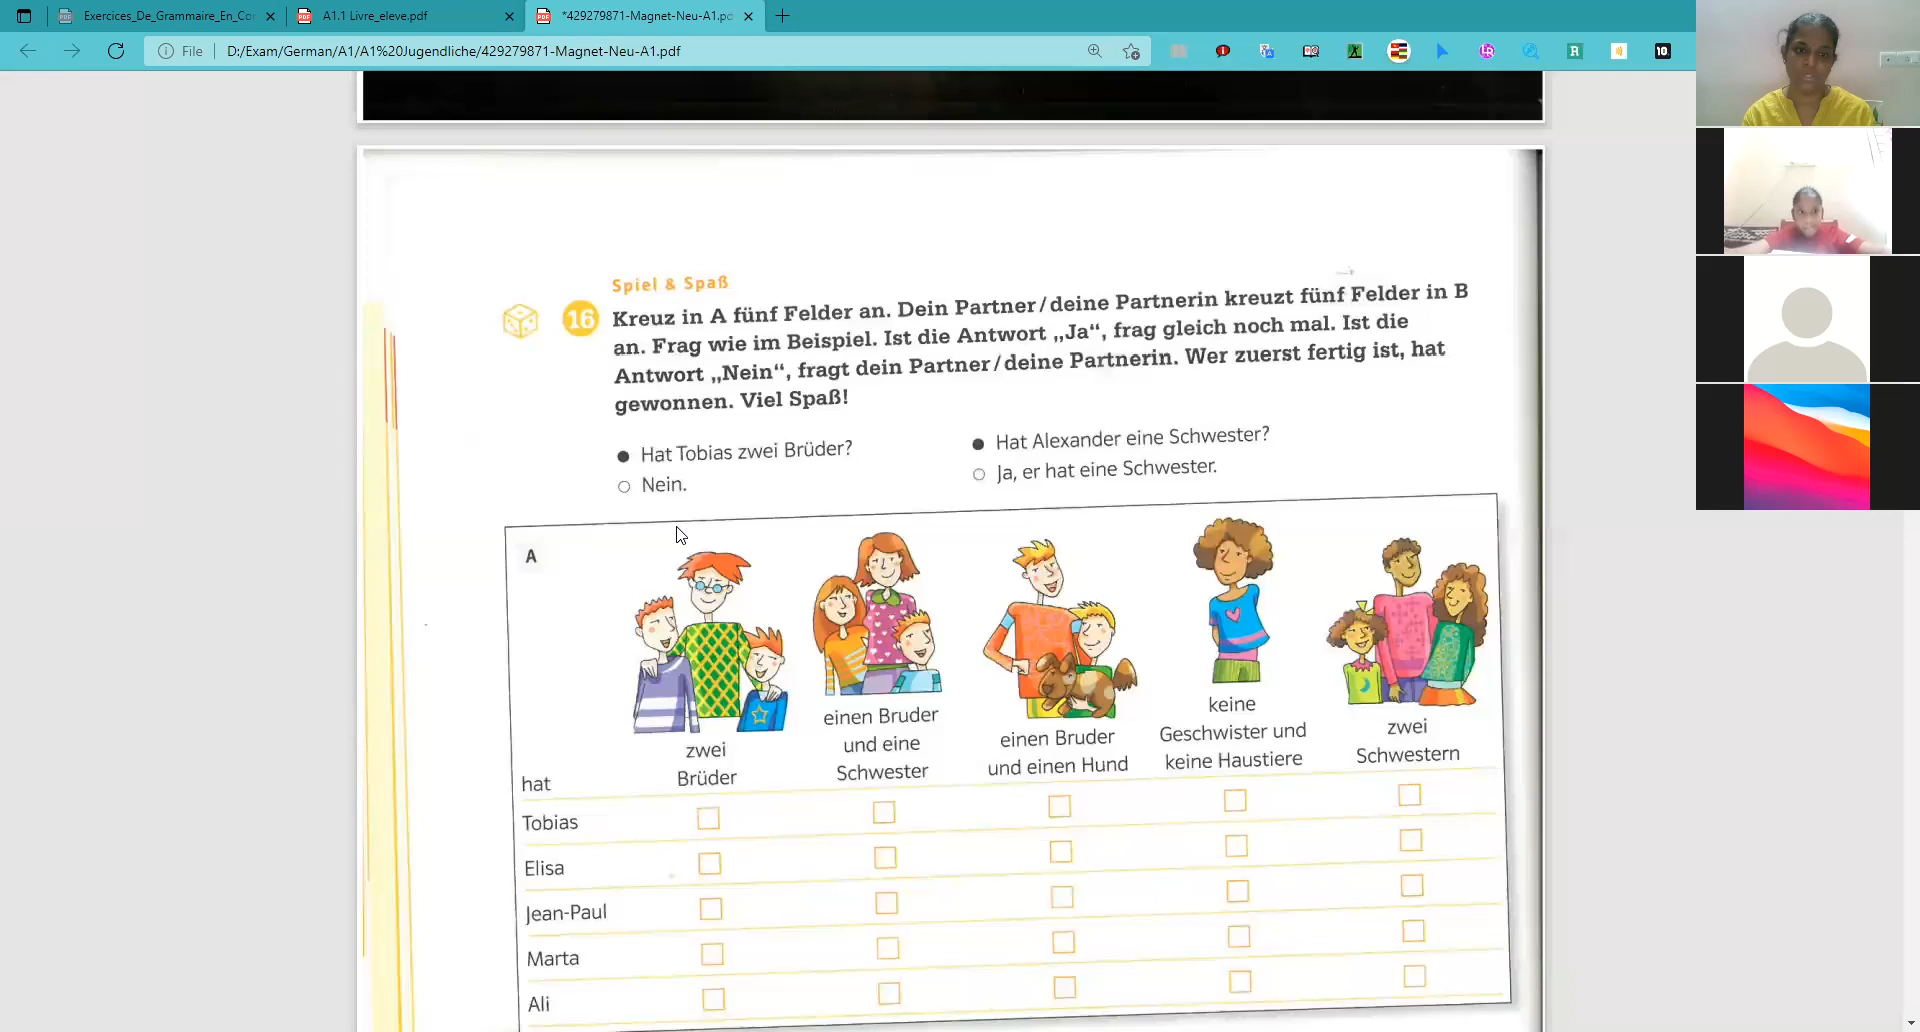 Exercices_De_Grammaire_En_Cor
A1.1 Livre_eleve.pdf
*429279871-Magnet-Neu-A1.pd
File
D:/Exam/German/A1/A1%20Jugendliche/429279871-Magnet-Neu-A1.pdf
Spiel & Spaß
16 Kreuz in A fünf Felder an. Dein Partner/deine Partnerin kreuzt fünf Felder in B
an. Frag wie im Beispiel. Ist die Antwort „Ja“, frag gleich noch mal. Ist die
Antwort „Nein“, fragt dein Partner/deine Partnerin. Wer zuerst fertig ist, hat
gewonnen. Viel Spaß!
● Hat Tobias zwei Brüder?
○ Nein.
● Hat Alexander eine Schwester?
○ Ja, er hat eine Schwester.
A
hat
zwei
Brüder
einen Bruder
und eine
Schwester
einen Bruder
und einen Hund
keine
Geschwister und
keine Haustiere
zwei
Schwestern
Tobias
Elisa
Jean-Paul
Marta
Ali